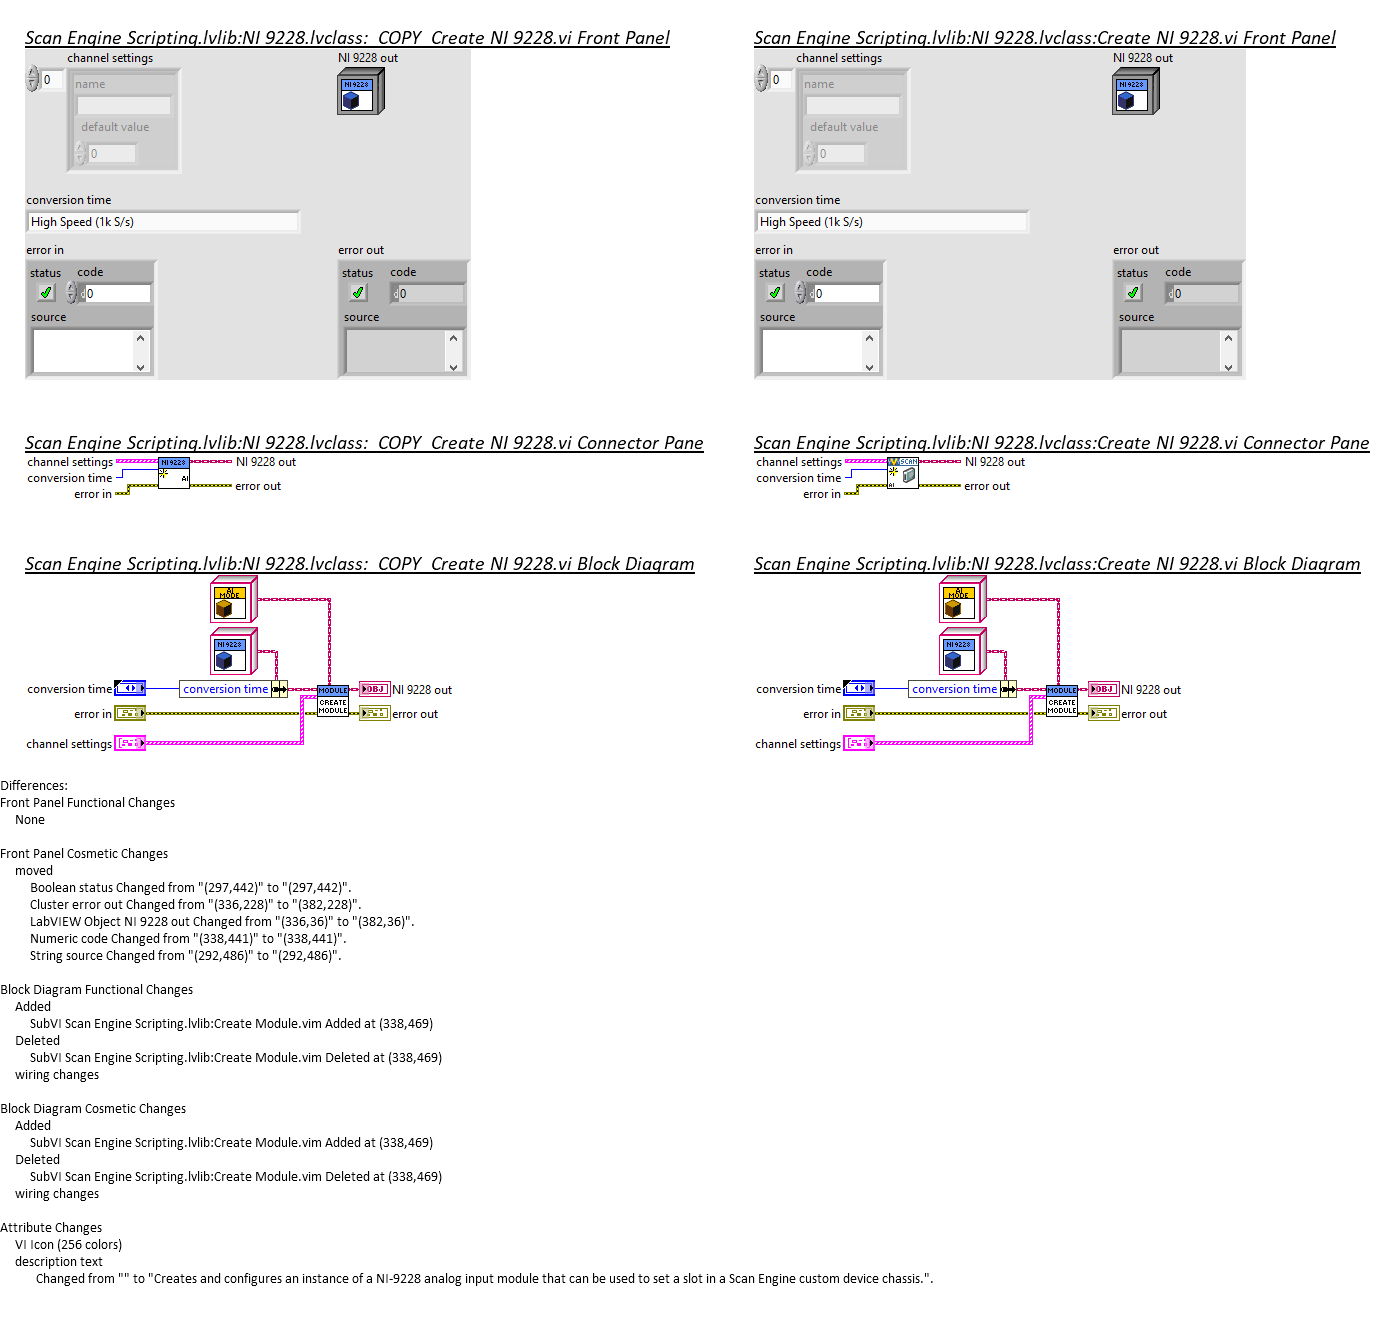 Scan Engine Scripting.lvlib:NI 9228.lvclass:_COPY_Create NI 9228.vi Front Panel
channel settings
NI 9228 out
0
name
NI 9228
default value
0
conversion time
High Speed (1k S/s)
error in
error out
status code
status code
d 0
d 0
source
source
Scan Engine Scripting.lvlib:NI 9228.lvclass:Create NI 9228.vi Front Panel
channel settings
NI 9228 out
0
name
NI 9228
default value
0
conversion time
High Speed (1k S/s)
error in
error out
status code
status code
d 0
d 0
source
source
Scan Engine Scripting.lvlib:NI 9228.lvclass:_COPY_Create NI 9228.vi Connector Pane
channel settings
NI 9228
NI 9228 out
conversion time
AI
error in
error out
Scan Engine Scripting.lvlib:NI 9228.lvclass:Create NI 9228.vi Connector Pane
channel settings
V SCAN
NI 9228 out
conversion time
AI
error in
error out
Scan Engine Scripting.lvlib:NI 9228.lvclass:_COPY_Create NI 9228.vi Block Diagram
AI
MODE
NI 9228
conversion time
conversion time
MODULE
OBJ
NI 9228 out
error in
CREATE
MODULE
error out
channel settings
Scan Engine Scripting.lvlib:NI 9228.lvclass:Create NI 9228.vi Block Diagram
AI
MODE
NI 9228
conversion time
conversion time
MODULE
OBJ
NI 9228 out
error in
CREATE
MODULE
error out
channel settings
Differences:
Front Panel Functional Changes
None
Front Panel Cosmetic Changes
moved
Boolean status Changed from "(297,442)" to "(297,442)".
Cluster error out Changed from "(336,228)" to "(382,228)".
LabVIEW Object NI 9228 out Changed from "(336,36)" to "(382,36)".
Numeric code Changed from "(338,441)" to "(338,441)".
String source Changed from "(292,486)" to "(292,486)".
Block Diagram Functional Changes
Added
SubVI Scan Engine Scripting.lvlib:Create Module.vim Added at (338,469)
Deleted
SubVI Scan Engine Scripting.lvlib:Create Module.vim Deleted at (338,469)
wiring changes
Block Diagram Cosmetic Changes
Added
SubVI Scan Engine Scripting.lvlib:Create Module.vim Added at (338,469)
Deleted
SubVI Scan Engine Scripting.lvlib:Create Module.vim Deleted at (338,469)
wiring changes
Attribute Changes
VI Icon (256 colors)
description text
Changed from "" to "Creates and configures an instance of a NI-9228 analog input module that can be used to set a slot in a Scan Engine custom device chassis.".